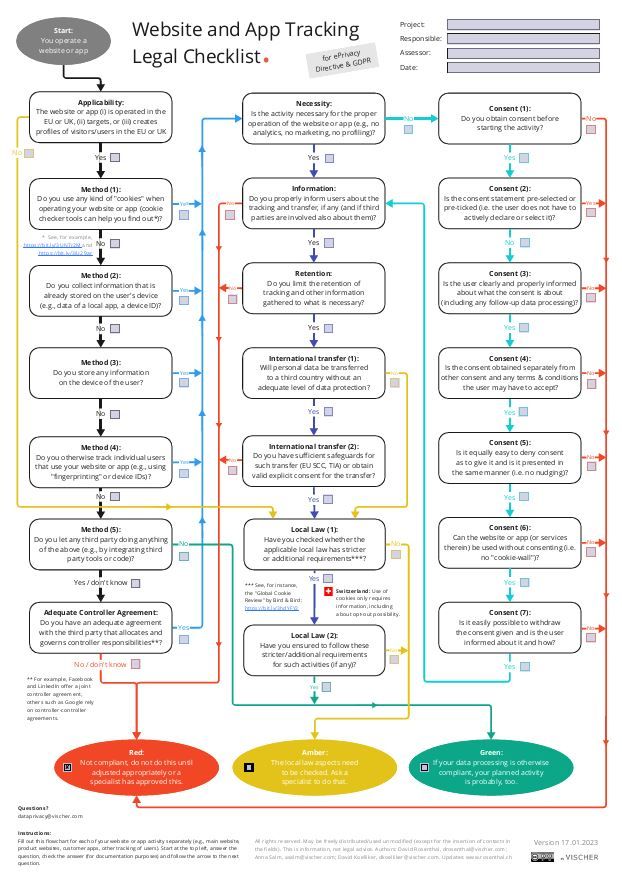 Start:
You operate a
website or app
Website and App Tracking
Legal Checklist.
for ePrivacy
Directive & GDPR
Project:
Responsible:
Assessor:
Date:
Applicability:
The website or app (i) is operated in the
EU or UK, (ii) targets, or (iii) creates
profiles of visitors/users in the EU or UK
No
Yes
Method (1):
Do you use any kind of "cookies" when
operating your website or app (cookie
checker tools can help you find out*)?
Yes
* See, for example,
and
No
Method (2):
Do you collect information that is
already stored on the user's device
(e.g., data of a local app, a device ID)?
Yes
No
Method (3):
Do you store any information
on the device of the user?
Yes
No
Method (4):
Do you otherwise track individual users
that use your website or app (e.g., using
"fingerprinting" or device IDs)?
Yes
No
Method (5):
Do you let any third party do/ing anything
of the above (e.g., by integrating third
party tools or code)?
No
Yes / don't know
Adequate Controller Agreement:
Do you have an adequate agreement
with the third party that allocates and
governs controller responsibilities**)?
Yes
No / don't know
** For example, Facebook
and LinkedIn offer a joint
controller agreement,
others such as Google rely
on controller-controller
agreements.
Necessity:
Is the activity necessary for the proper
operation of the website or app (e.g., no
analytics, no marketing, no profiling)?
No
Yes
Information:
Do you properly inform users about the
tracking and transfer, if any (and if third
parties are involved also about them)?
No
Yes
Retention:
Do you limit the retention of
tracking and other information
gathered to what is necessary?
No
Yes
International transfer (1):
Will personal data be transferred
to a third country without an
adequate level of data protection?
No
Yes
International transfer (2):
Do you have sufficient safeguards for
such transfer (EU SCC, TIA) or obtain
valid explicit consent for the transfer?
No
Yes
Local Law (1):
Have you checked whether the
applicable local law has stricter
or additional requirements***?
No
Yes
*** See, for instance,
the "Global Cookie
Review" by Bird & Bird:
Switzerland: Use of
cookies only requires
information, including
about opt-out possibility.
Local Law (2):
Have you ensured to follow these
stricter/additional requirements
for such activities (if any)?
No
Yes
Consent (1):
Do you obtain consent before
starting the activity?
No
Yes
Consent (2):
Is the consent statement pre-selected or
pre-ticked (i.e. the user does not have to
actively declare or select it)?
Yes
No
Consent (3):
Is the user clearly and properly informed
about what the consent is about
(including any follow-up data processing)?
No
Yes
Consent (4):
Is the consent obtained separately from
other consent and any terms & conditions
the user may have to accept?
No
Yes
Consent (5):
Is it equally easy to deny consent
as to give it and is it presented in
the same manner (i.e. no nudging)?
No
Yes
Consent (6):
Can the website or app (or services
therein) be used without consenting (i.e.
no "cookie-wall")?
No
Yes
Consent (7):
Is it easily possible to withdraw
the consent given and is the user
informed about it and how?
No
Yes
Red:
Not compliant, do not do this until
adjusted appropriately or a
specialist has approved this.
Amber:
The local law aspects need
to be checked. Ask a
specialist to do that.
Green:
If your data processing is otherwise
compliant, your planned activity
is probably, too.
Questions?
dataprivacy@vischer.com
Instructions:
Fill out this flowchart for each of your website or app activity separately (e.g., main website,
product websites, customer apps, other tracking of users). Start at the top left, answer the
question, check the answer (for documentation purposes) and follow the arrow to the next
question.
All rights reserved. May be freely distributed/used unmodified (except for the insertion of contents in
the fields). This is information, not legal advice. Authors: David Rosenthal, drosenthal@vischer.com;
Updates: www.rosenthal.ch
Version 17.01.2023
VISCHER